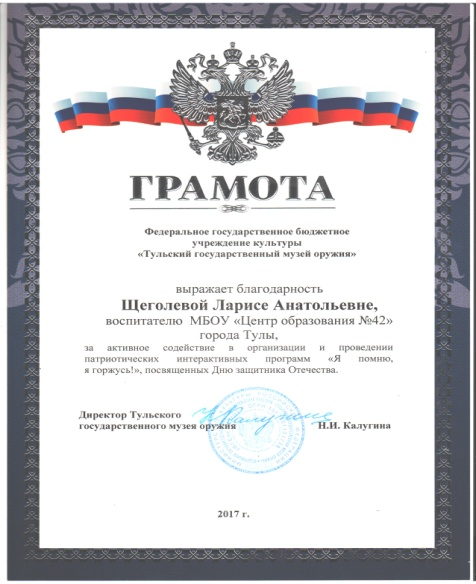 ГРАМОТА
Федеральное государственное бюджетное
учреждение культуры
«Тульский государственный музей оружия»
выражает благодарность
Щеголевой Ларисе Анатольевне,
воспитателю МБОУ «Центр образования №42»
города Тулы,
за активное содействие в организации и проведении
патриотических интерактивных программ «Я помню,
я горжусь!», посвященных Дню защитника Отечества.
Директор Тульского
государственного музея оружия Н.И. Калугина
2017 г.